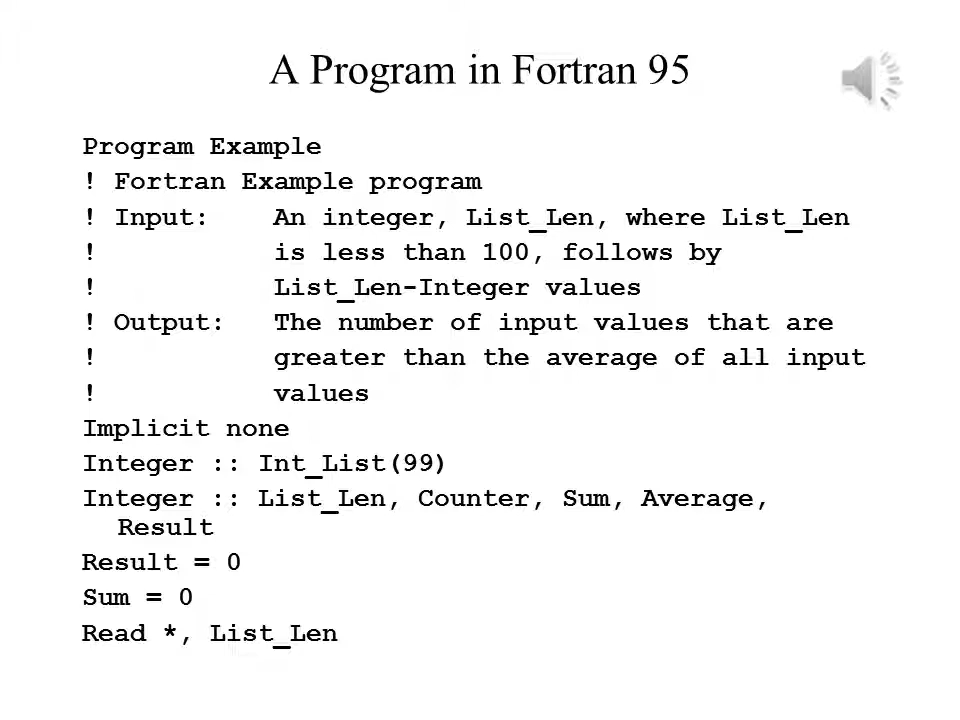 A Program in Fortran 95
Program Example
! Fortran Example program
! Input:    An integer, List_Len, where List_Len
!           is less than 100, follows by
!           List_Len-Integer values
! Output:   The number of input values that are
!           greater than the average of all input
!           values
Implicit none
Integer :: Int_List(99)
Integer :: List_Len, Counter, Sum, Average,
Result
Result = 0
Sum = 0
Read *, List_Len